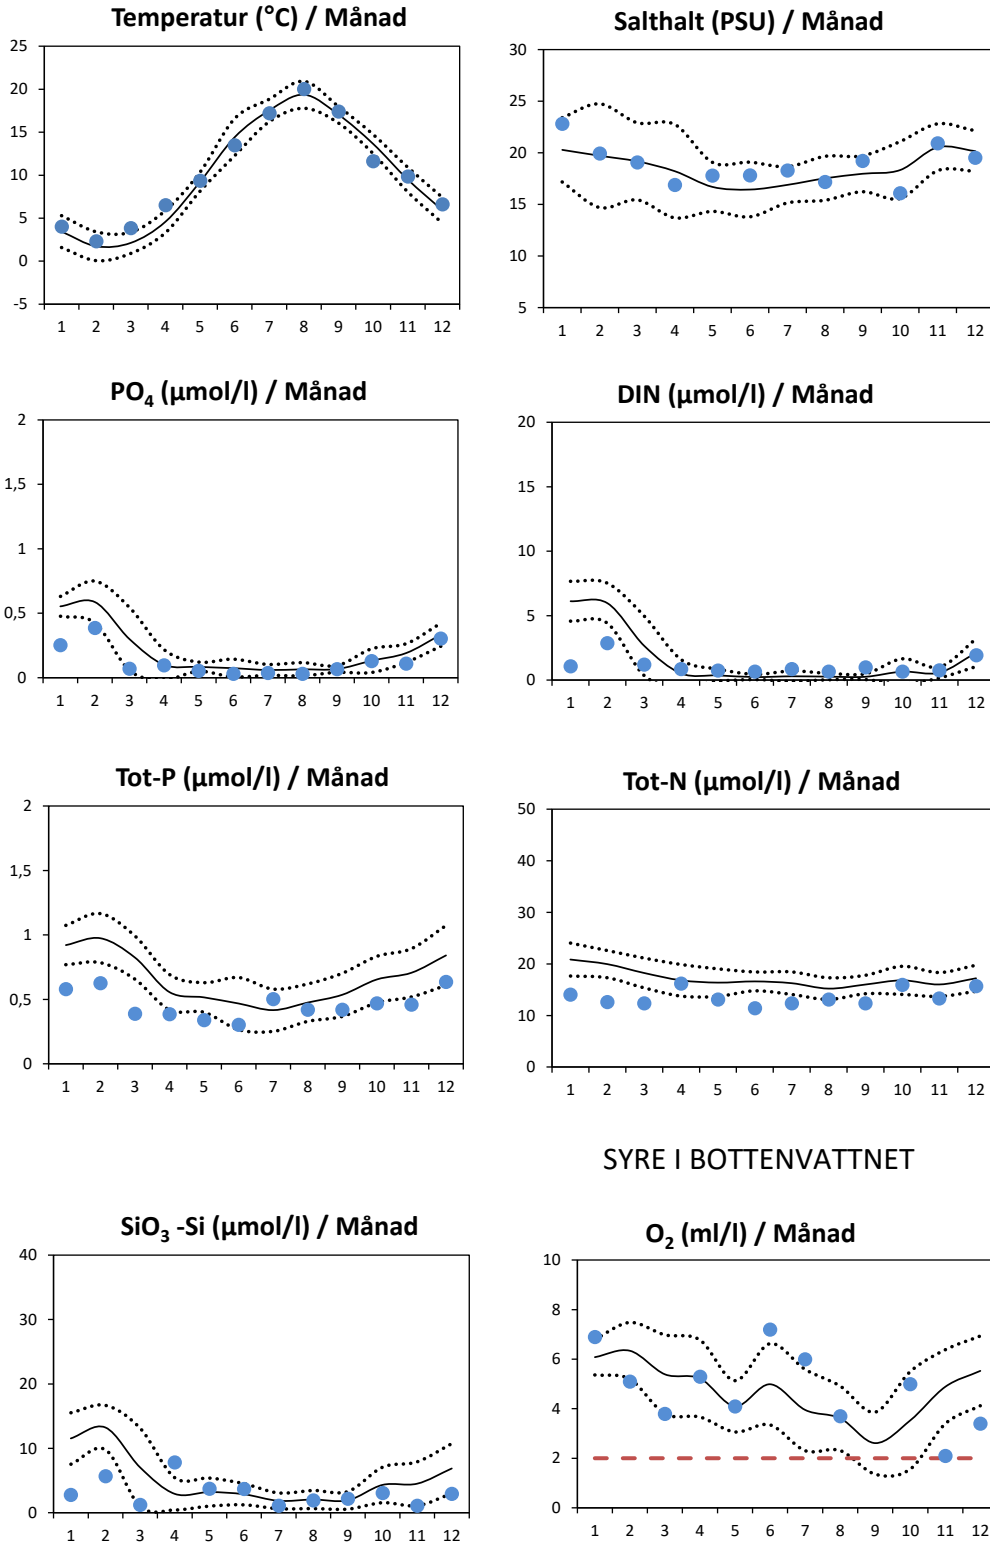 Temperatur (°C) / Månad
25
20
15
10
5
0
-5
1 2 3 4 5 6 7 8 9 10 11 12
Salthalt (PSU) / Månad
30
25
20
15
10
5
1 2 3 4 5 6 7 8 9 10 11 12
PO₄ (µmol/l) / Månad
2
1,5
1
0,5
0
1 2 3 4 5 6 7 8 9 10 11 12
DIN (µmol/l) / Månad
20
15
10
5
0
1 2 3 4 5 6 7 8 9 10 11 12
Tot-P (µmol/l) / Månad
2
1,5
1
0,5
0
1 2 3 4 5 6 7 8 9 10 11 12
Tot-N (µmol/l) / Månad
50
40
30
20
10
0
1 2 3 4 5 6 7 8 9 10 11 12
SiO₃ -Si (µmol/l) / Månad
40
30
20
10
0
1 2 3 4 5 6 7 8 9 10 11 12
SYRE I BOTTENVATTNET
O₂ (ml/l) / Månad
10
8
6
4
2
0
1 2 3 4 5 6 7 8 9 10 11 12